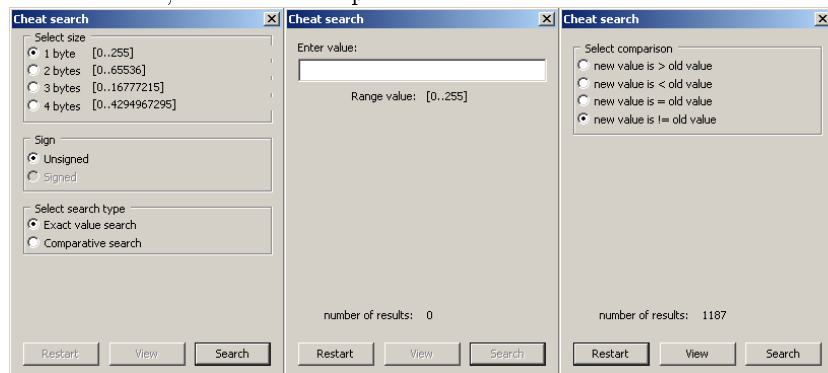 Cheat search
Select size
1 byte [0..255]
2 bytes [0..65536]
3 bytes [0..16777215]
4 bytes [0..4294967295]
Sign
Unsigned
Signed
Select search type
Exact value search
Comparative search
Restart View Search
Cheat search
Enter value:
Range value: [0..255]
number of results: 0
Restart View Search
Cheat search
Select comparison
new value is > old value
new value is < old value
new value is = old value
new value is != old value
number of results: 1187
Restart View Search